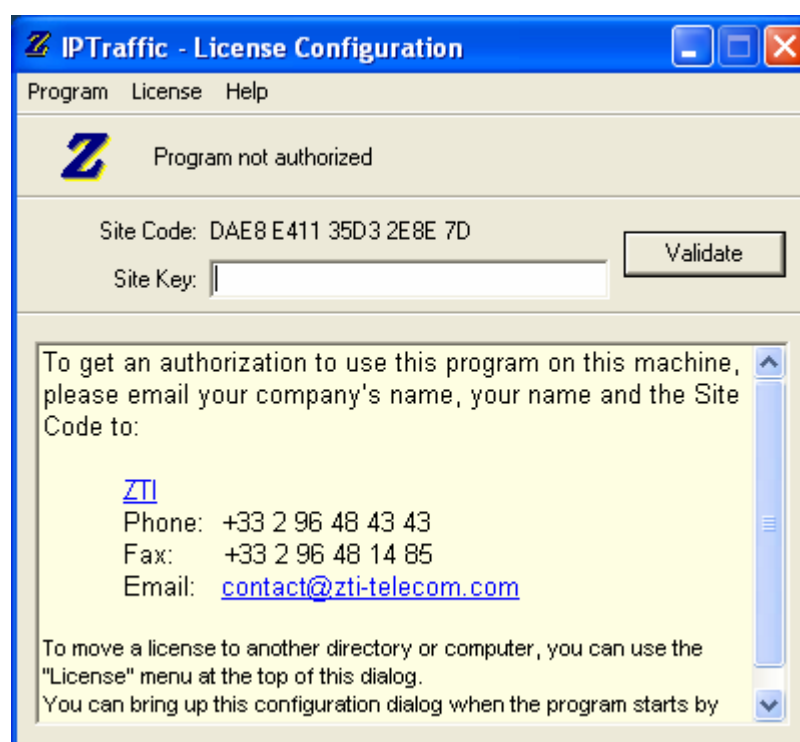 IPTraffic - License Configuration
Program License Help
Program not authorized
Site Code: DAE8 E411 35D3 2E8E 7D
Validate
Site Key:
To get an authorization to use this program on this machine,
please email your company's name, your name and the Site
Code to:
ZTI
Phone: +33 2 96 48 43 43
Fax: +33 2 96 48 14 85
Email: contact@zti-telecom.com
To move a license to another directory or computer, you can use the
"License" menu at the top of this dialog.
You can bring up this configuration dialog when the program starts by